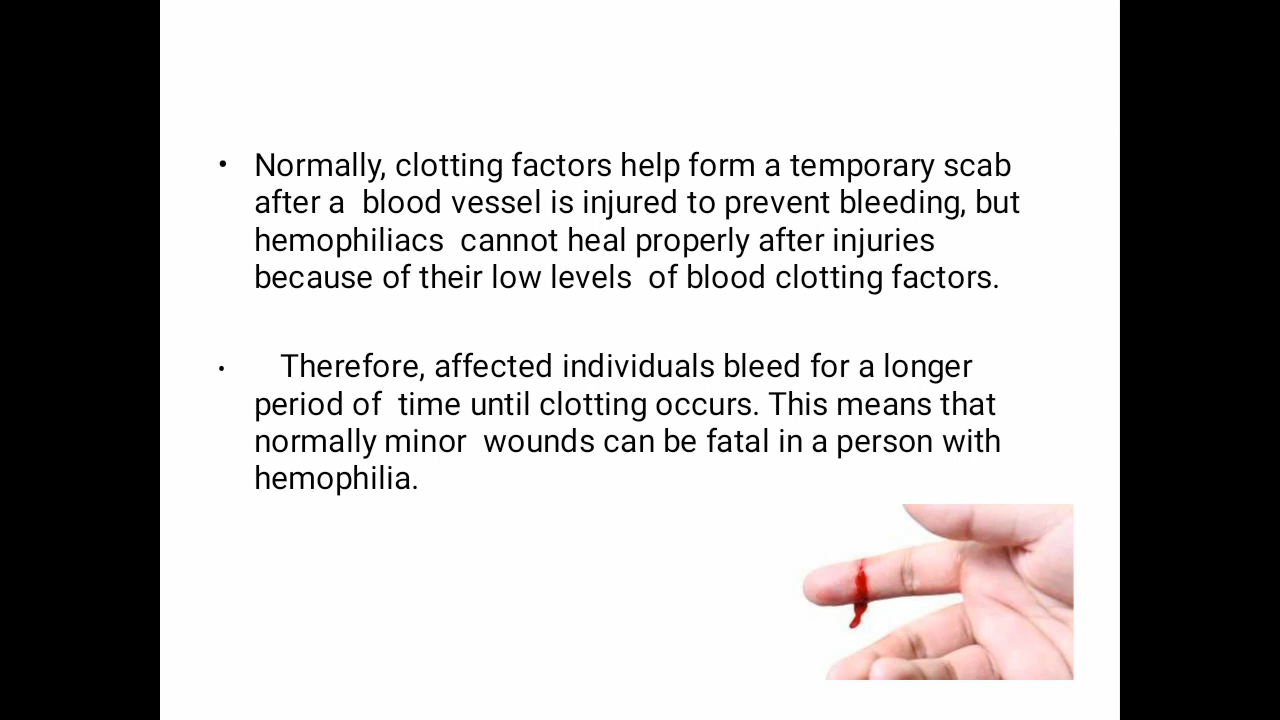 • Normally, clotting factors help form a temporary scab
after a  blood vessel is injured to prevent bleeding, but
hemophiliacs  cannot heal properly after injuries
because of their low levels  of blood clotting factors.
•    Therefore, affected individuals bleed for a longer
period of  time until clotting occurs. This means that
normally minor  wounds can be fatal in a person with
hemophilia.